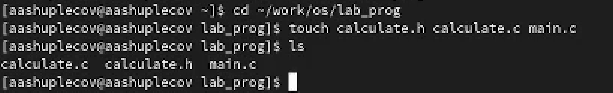 [aashuplecov@aashuplecov ~]$ cd ~/work/os/lab_prog
[aashuplecov@aashuplecov lab_prog]$ touch calculate.h calculate.c main.c
[aashuplecov@aashuplecov lab_prog]$ ls
calculate.c  calculate.h  main.c
[aashuplecov@aashuplecov lab_prog]$